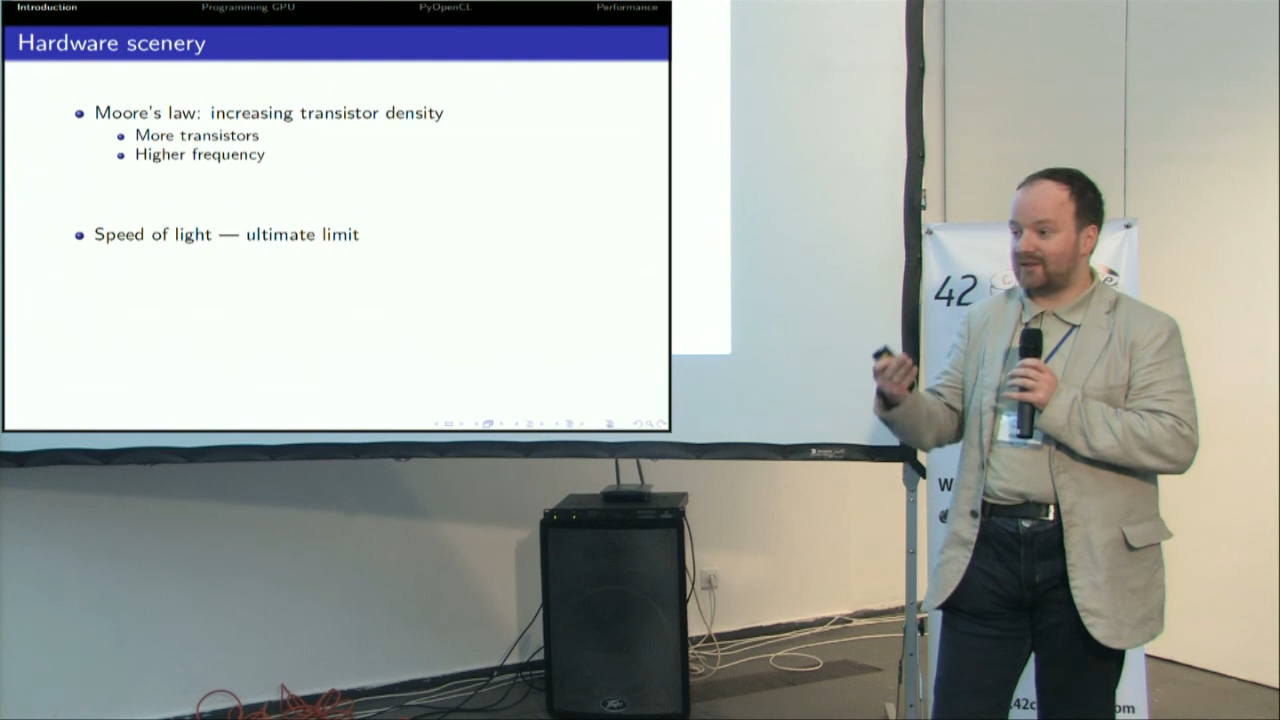 Introduction Programming GPU PyOpenCL Performance
Hardware scenery
Moore's law: increasing transistor density
More transistors
Higher frequency
Speed of light — ultimate limit
42
Peavey